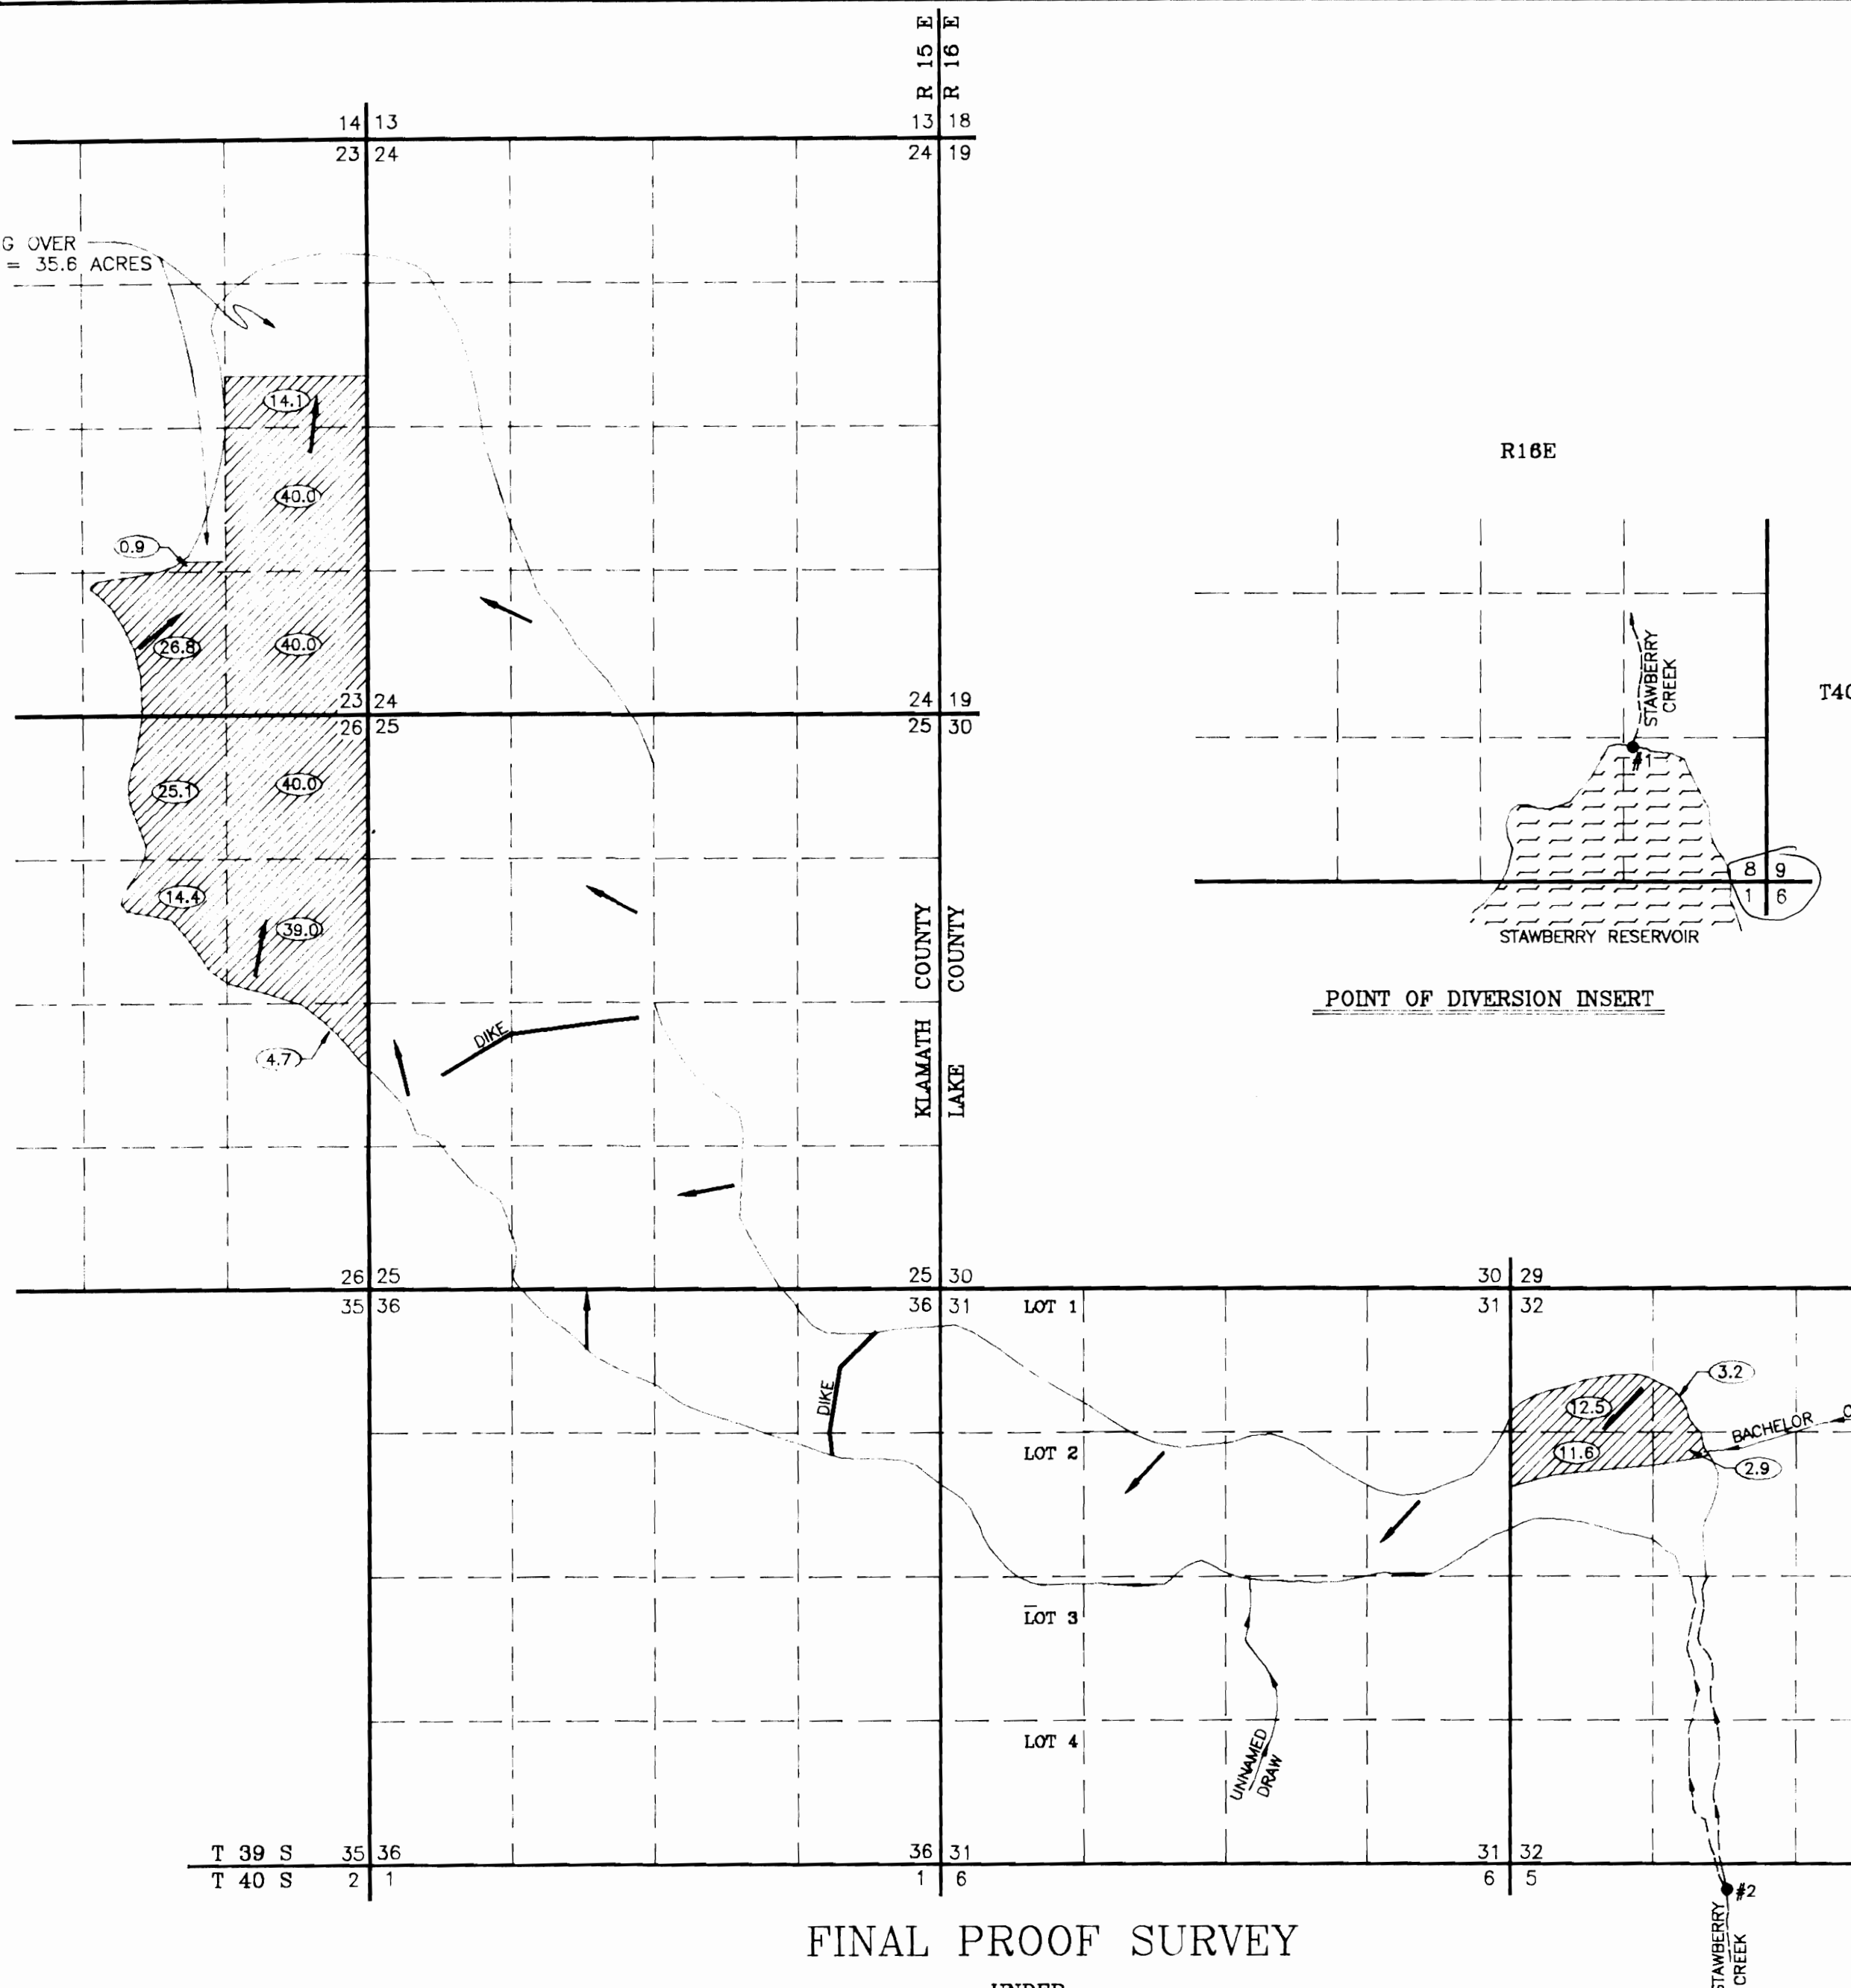 R 15 E
R 16 E
14 13
13 18
23 24
24 19
G OVER
= 35.6 ACRES
14.1
R16E
40.0
0.9
26.8
40.0
STAWBERRY
CREEK
23 24
24 19
T40
26 25
25 30
#1
25.1
40.0
8 9
14.4
1 6
39.0
STAWBERRY RESERVOIR
KLAMATH COUNTY
LAKE COUNTY
POINT OF DIVERSION INSERT
DIKE
4.7
26 25
25 30
30 29
35 36
36 31
LOT 1
31 32
3.2
DIKE
12.5
BACHELOR
LOT 2
11.6
2.9
LOT 3
LOT 4
UNNAMED
DRAW
T 39 S 35 36
36 31
31 32
T 40 S 2 1
1 6
6 5
#2
FINAL PROOF SURVEY
STAWBERRY
CREEK
UNDER